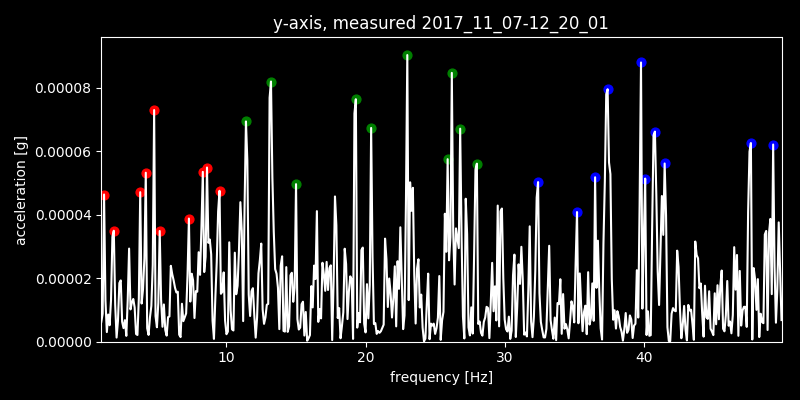 y-axis, measured 2017_11_07-12_20_01
acceleration [g]
0.00008
0.00006
0.00004
0.00002
0.00000
10 20 30 40
frequency [Hz]